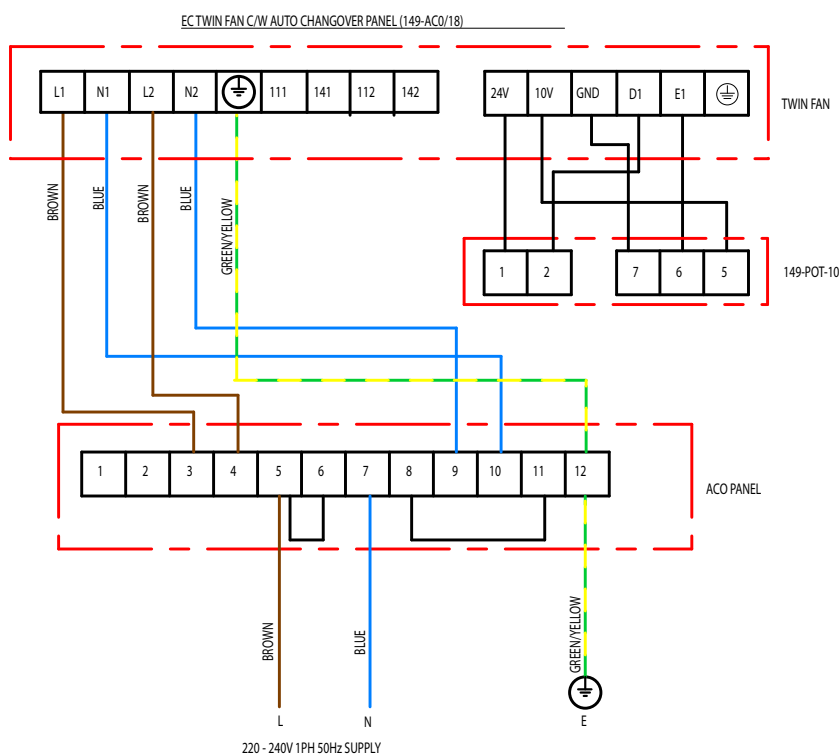 EC TWIN FAN C/W AUTO CHANGOVER PANEL (149-AC0/18)
L1 N1 L2 N2 111 141 112 142
24V 10V GND D1 E1
TWIN FAN
BROWN
BLUE
BROWN
BLUE
GREEN/YELLOW
1 2 7 6 5
149-POT-10
1 2 3 4 5 6 7 8 9 10 11 12
ACO PANEL
BROWN
BLUE
GREEN/YELLOW
L N E
220 - 240V 1PH 50Hz SUPPLY